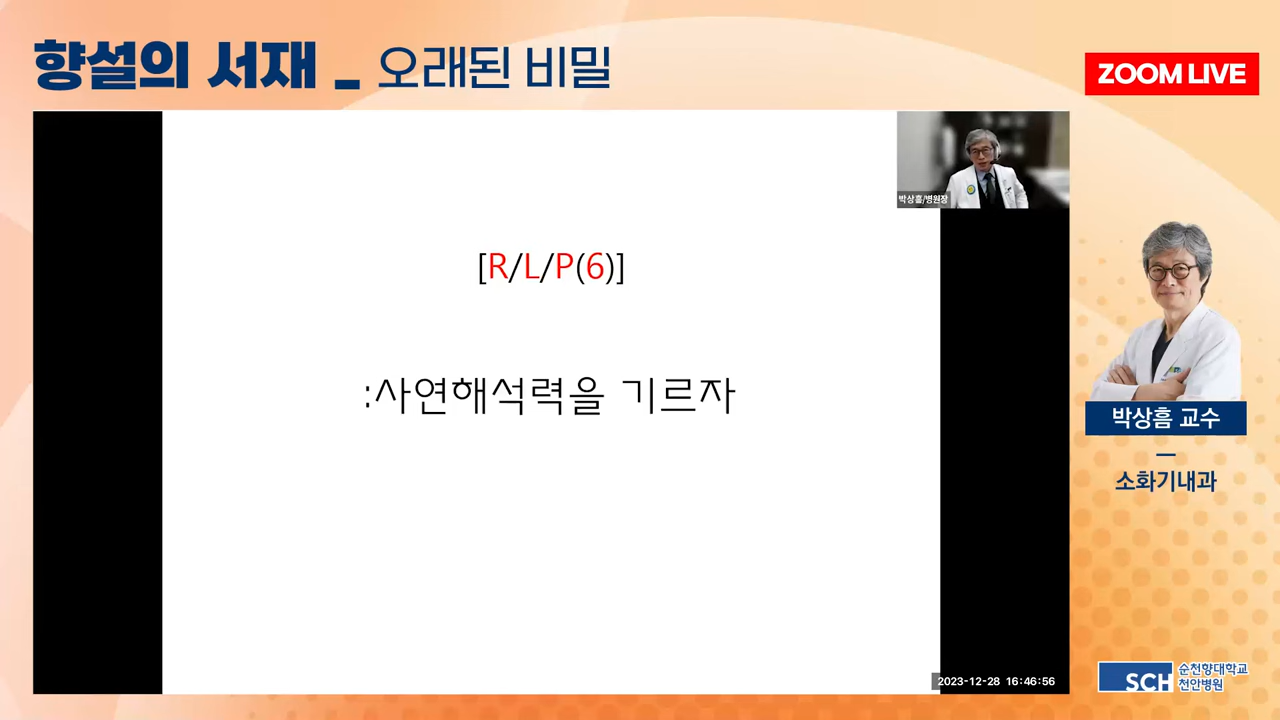 향설의 서재 _ 오래된 비밀
ZOOM LIVE
박상흠/병원장
[R/L/P(6)]
:사연해석력을 기르자
박상흠 교수
소화기내과
2023-12-28 16:46:56
SCH 순천향대학교
천안병원